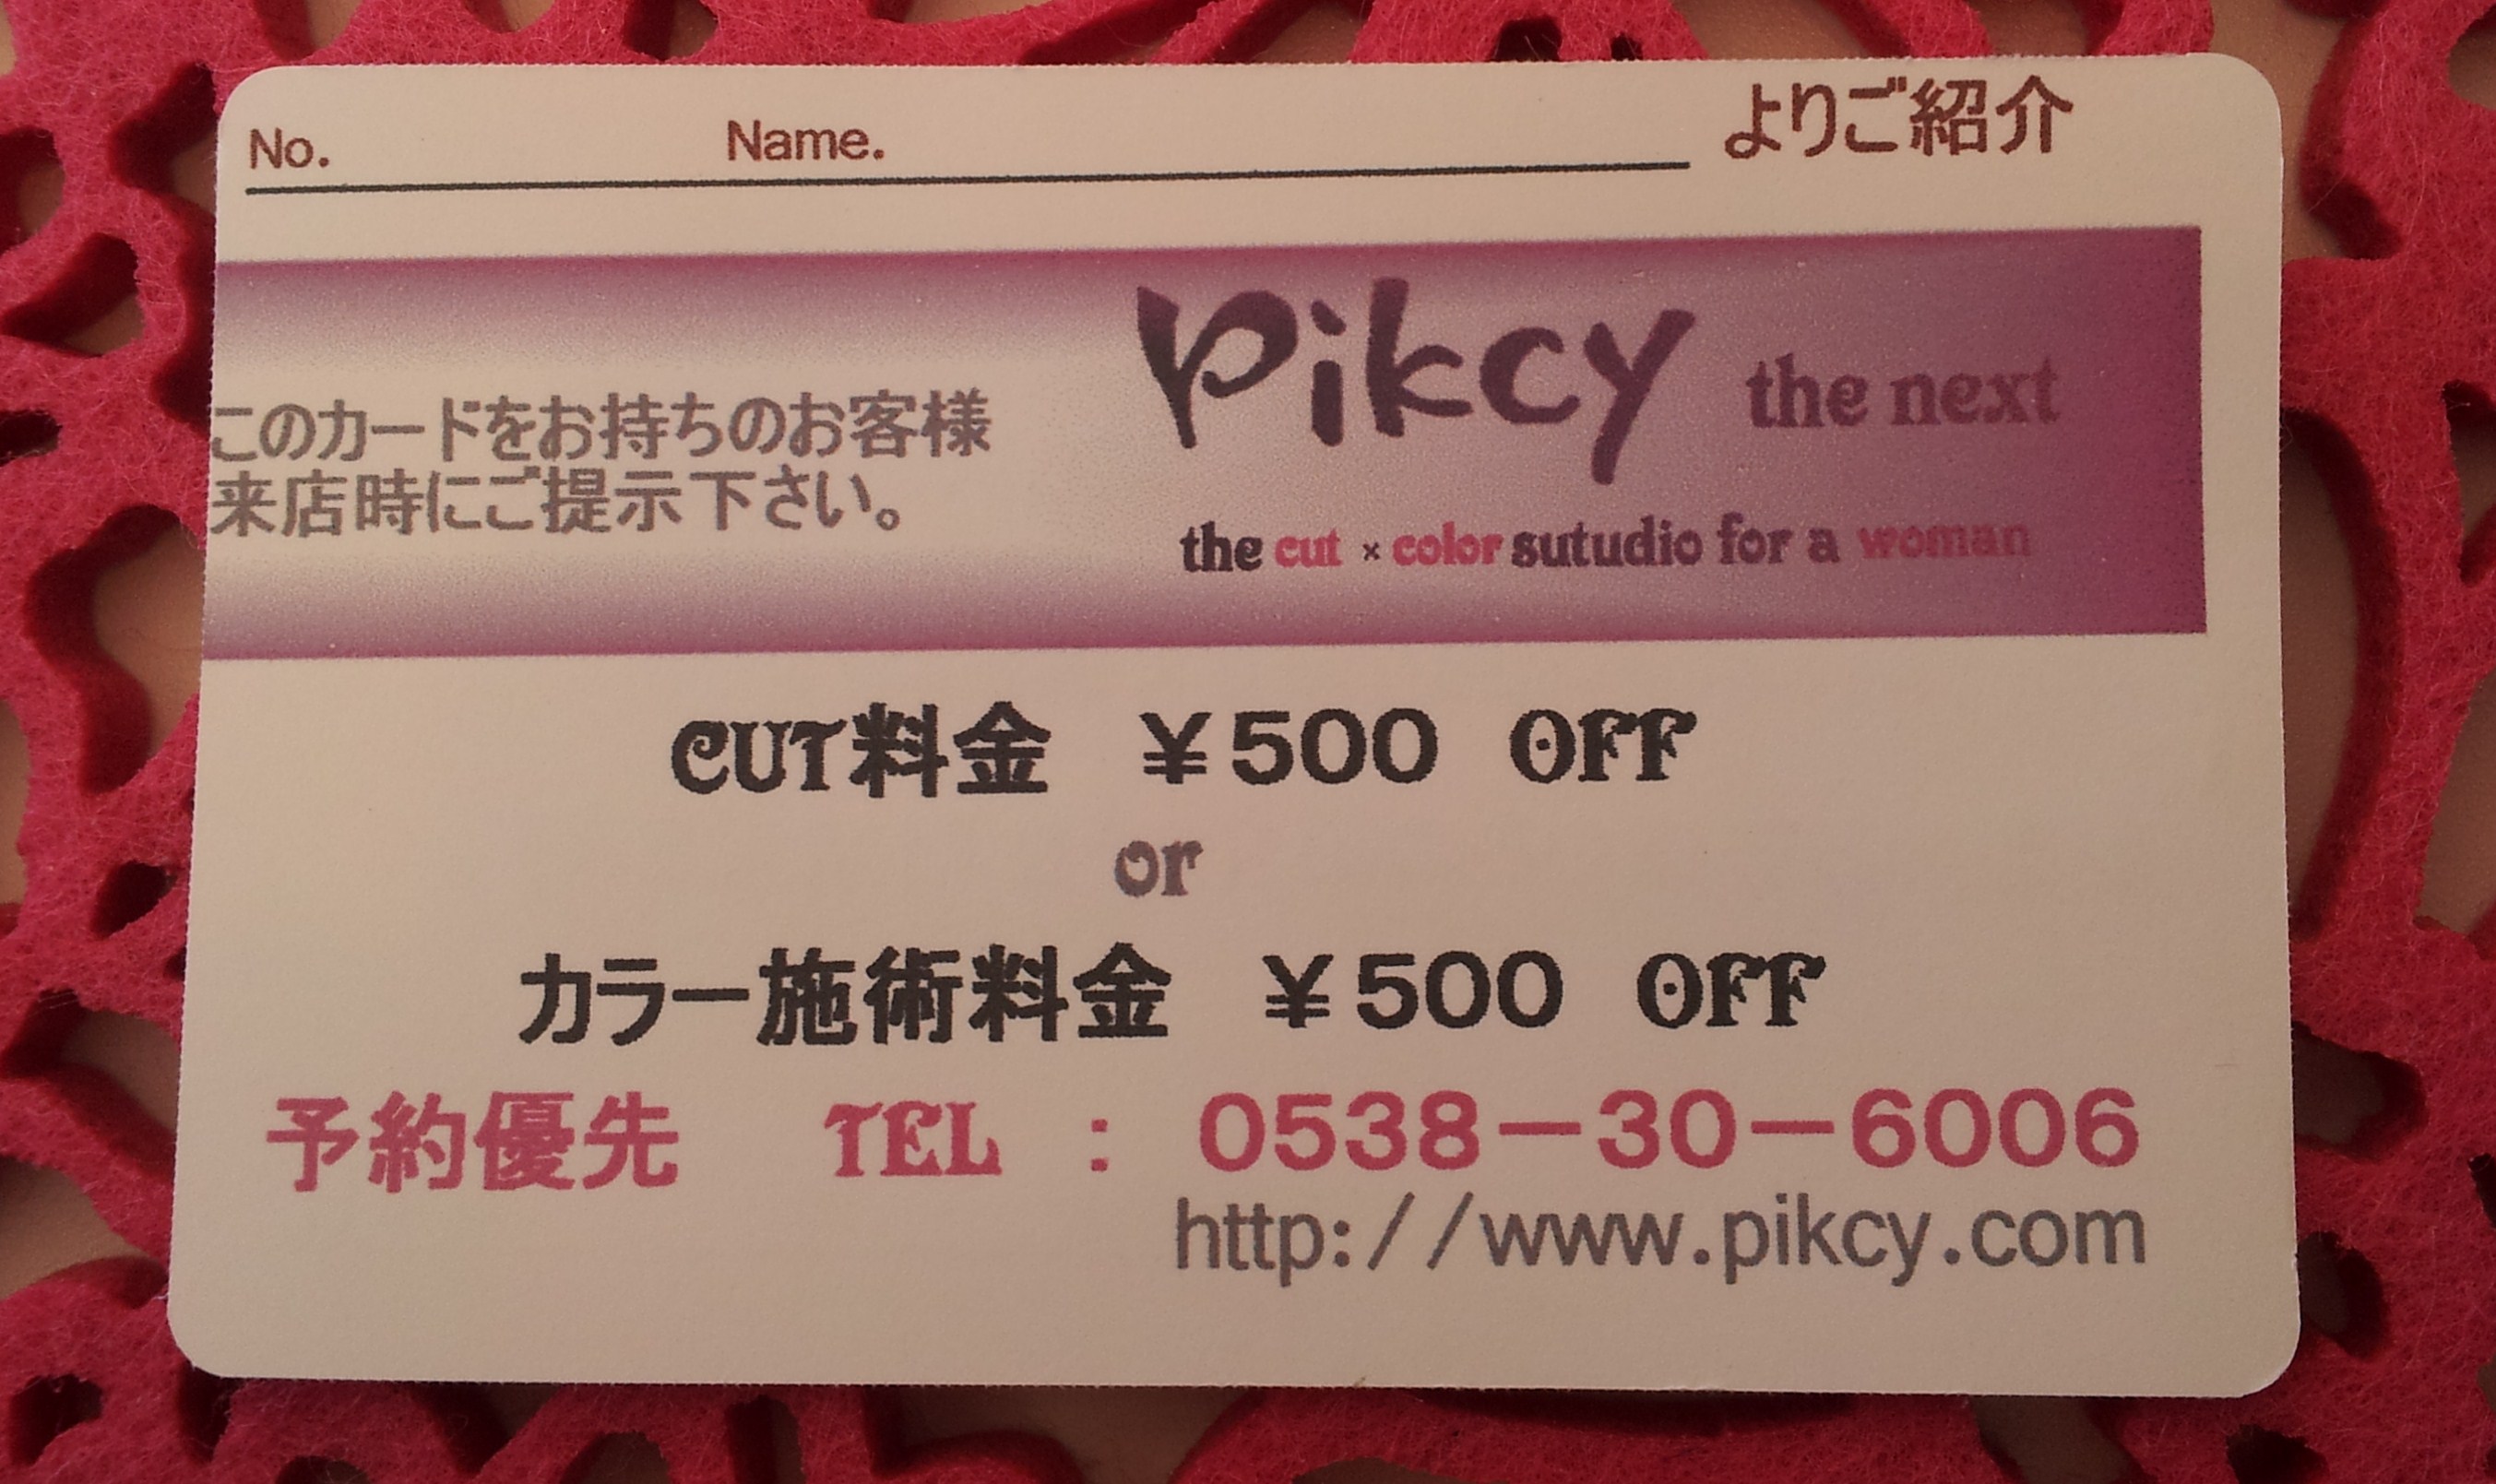 No. Name. よりご紹介
このカードをお持ちのお客様
来店時にご提示下さい。
Pikcy the next
the cut × color sutudio for a woman
CUT料金 ￥500 OFF
or
カラー施術料金 ￥500 OFF
予約優先 TEL : 0538－30－6006
http://www.pikcy.com